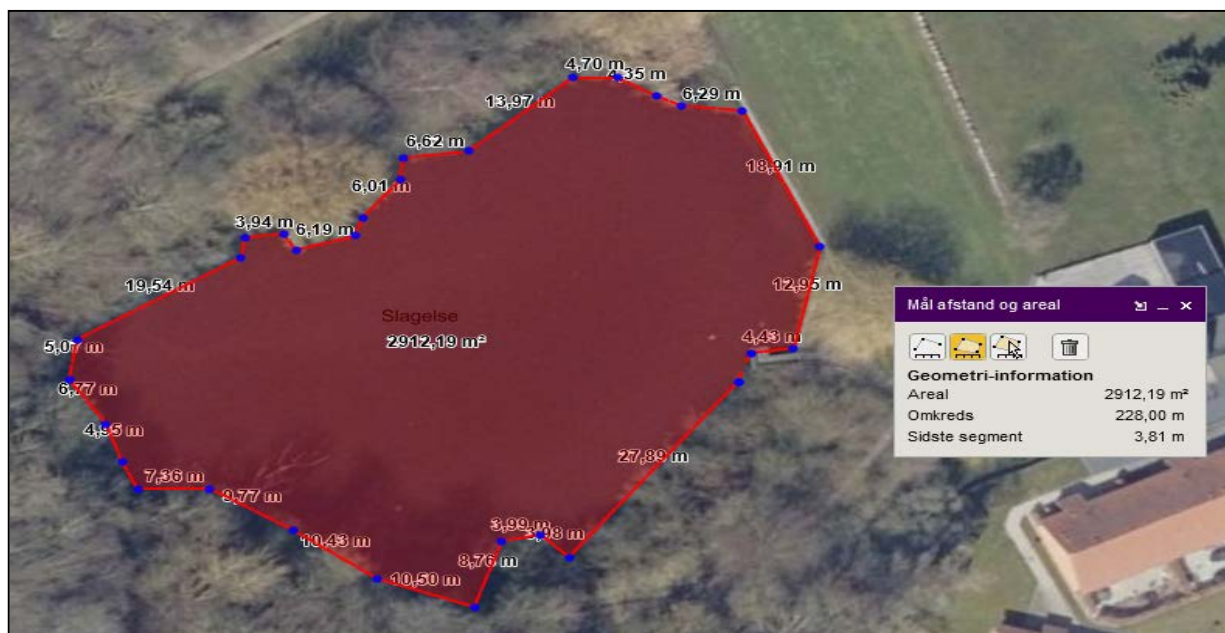 4,70 m
4,35 m
13,97 m
6,29 m
6,62 m
18,91 m
6,01 m
3,94 m
6,19 m
19,54 m
12,95 m
Mål afstand og areal
Slagelse
2912,19 m²
4,43 m
5,07 m
Geometri-information
6,77 m
Areal 2912,19 m²
Omkreds 228,00 m
4,95 m
Sidste segment 3,81 m
27,89 m
7,36 m
9,77 m
3,99 m
3,98 m
10,43 m
8,76 m
10,50 m